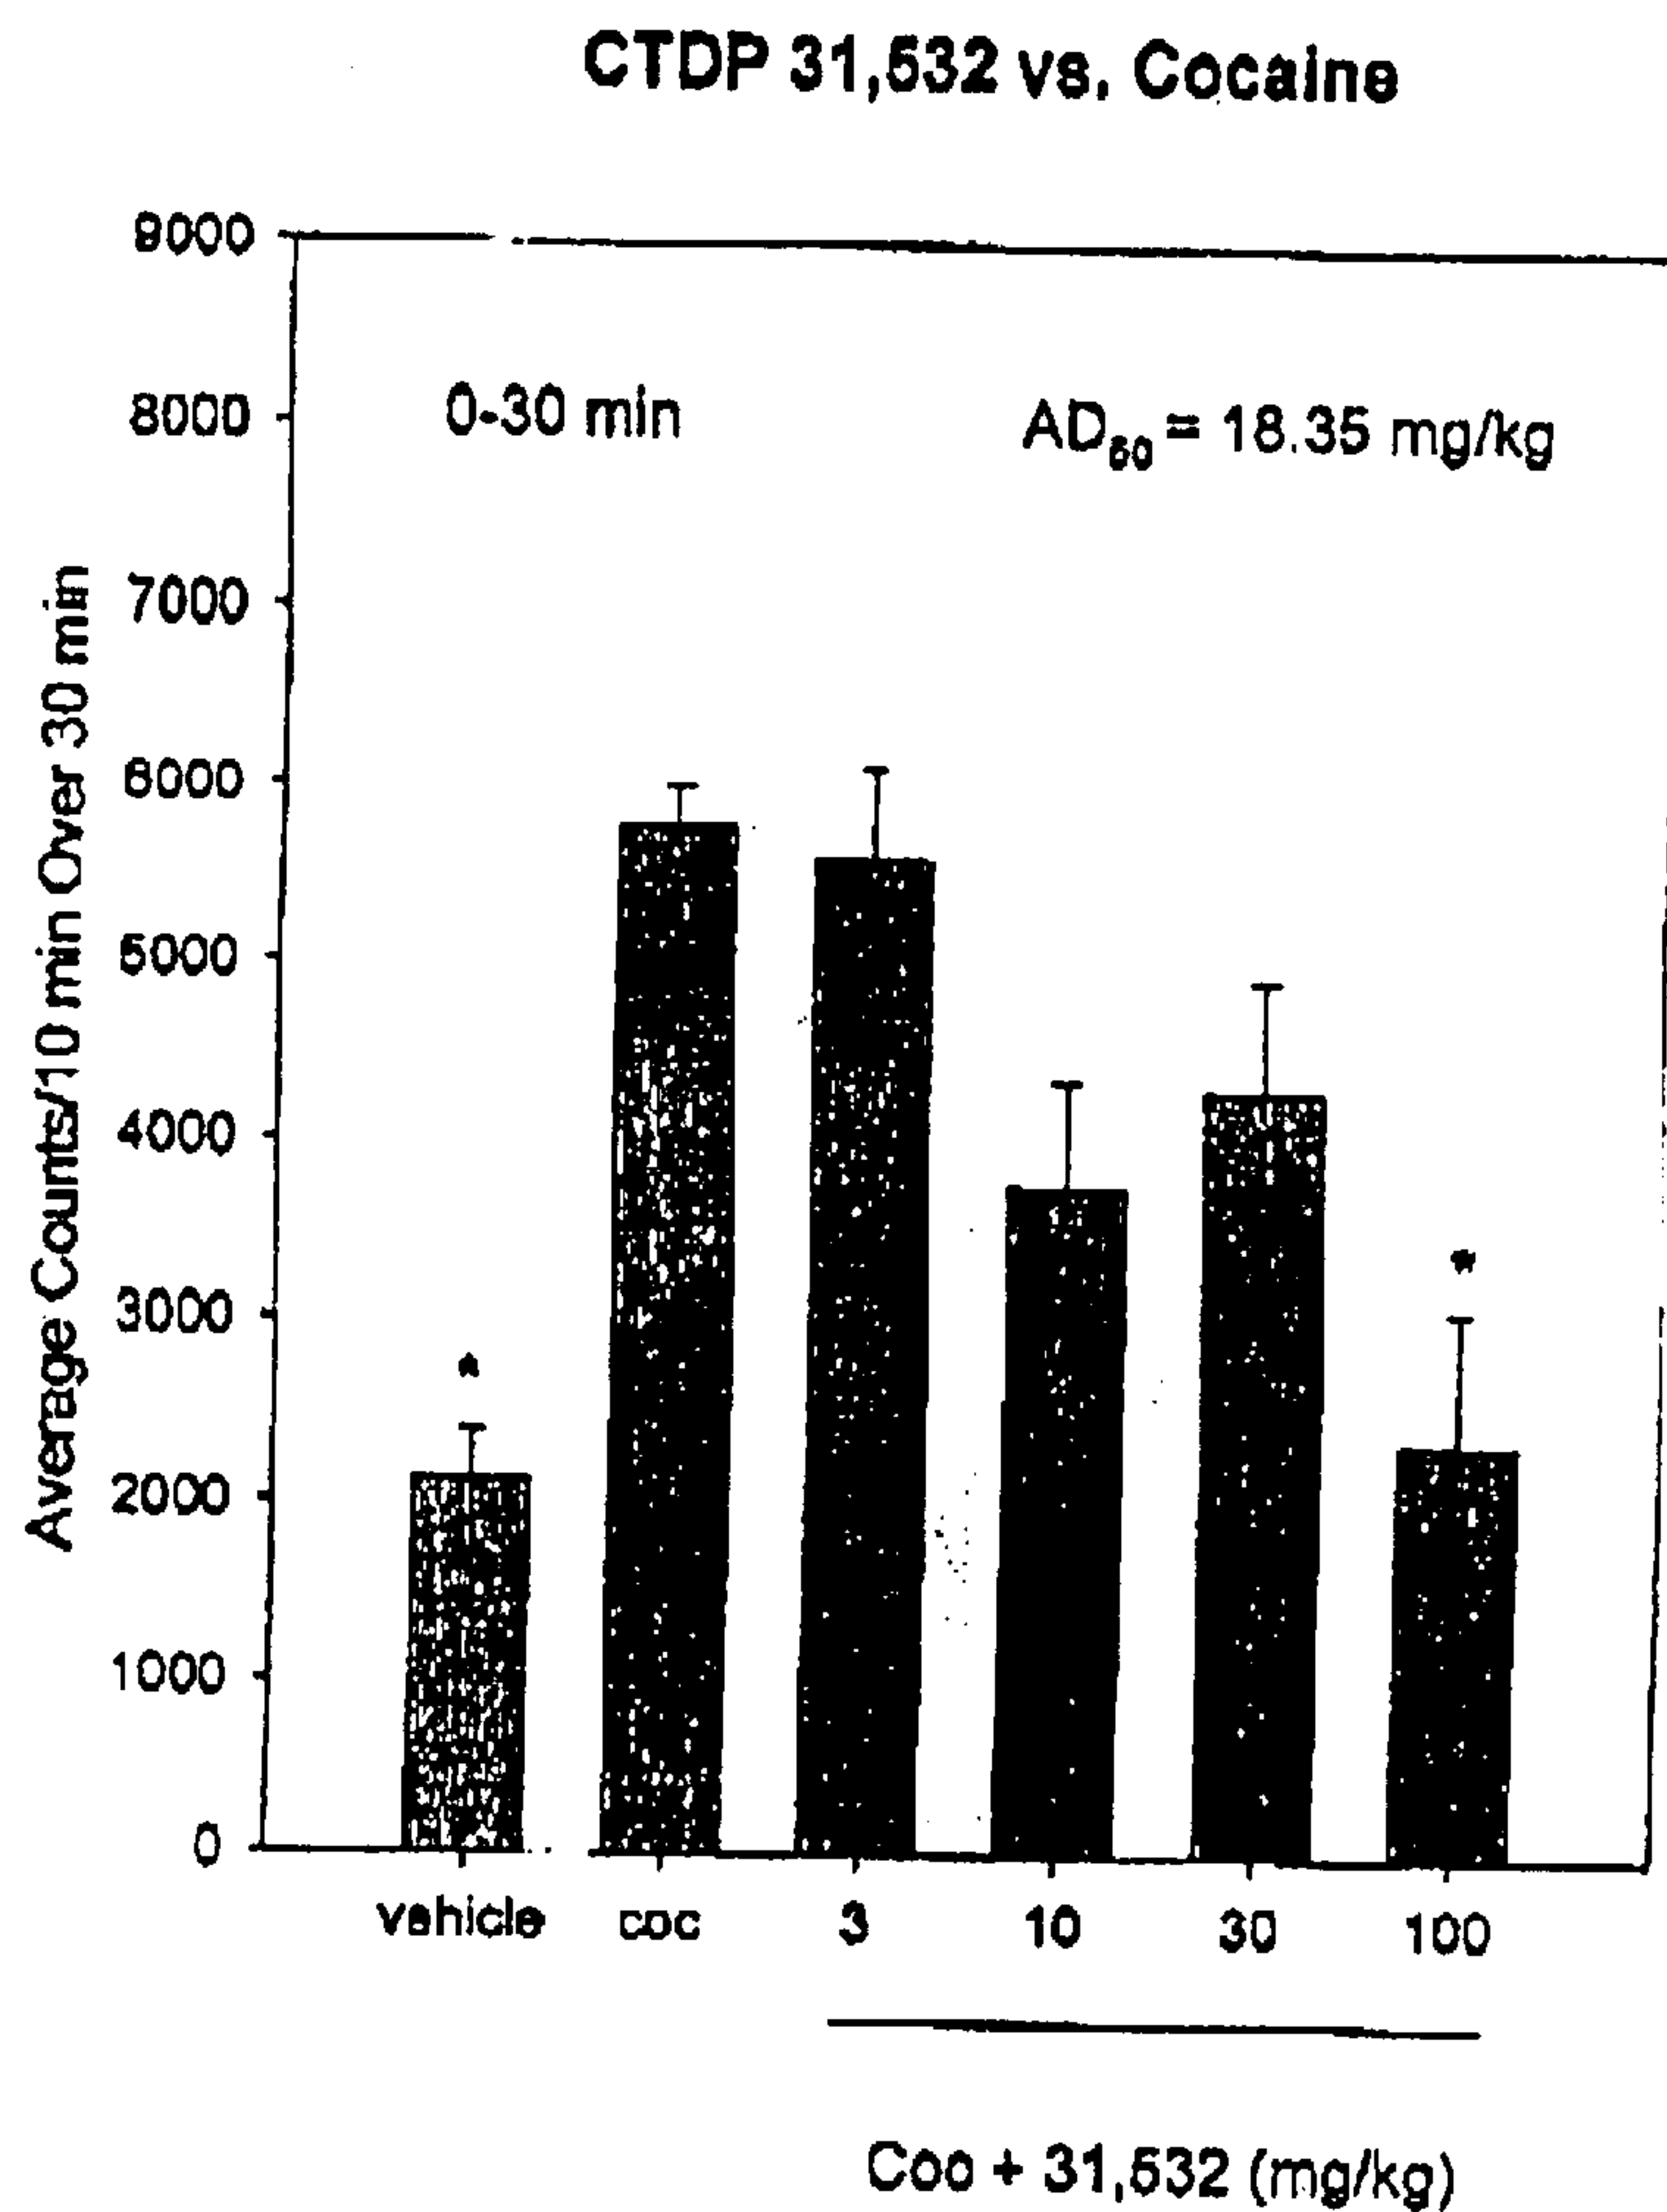 CTDP 31,532 vs. Cocaine
9000
0-30 min
AD50 = 18.35 mg/kg
8000
7000
6000
5000
4000
3000
2000
1000
0
Average Counts/10 min Over 30 min
*
*
vehicle coc 3 10 30 100
Coc + 31,532 (mg/kg)